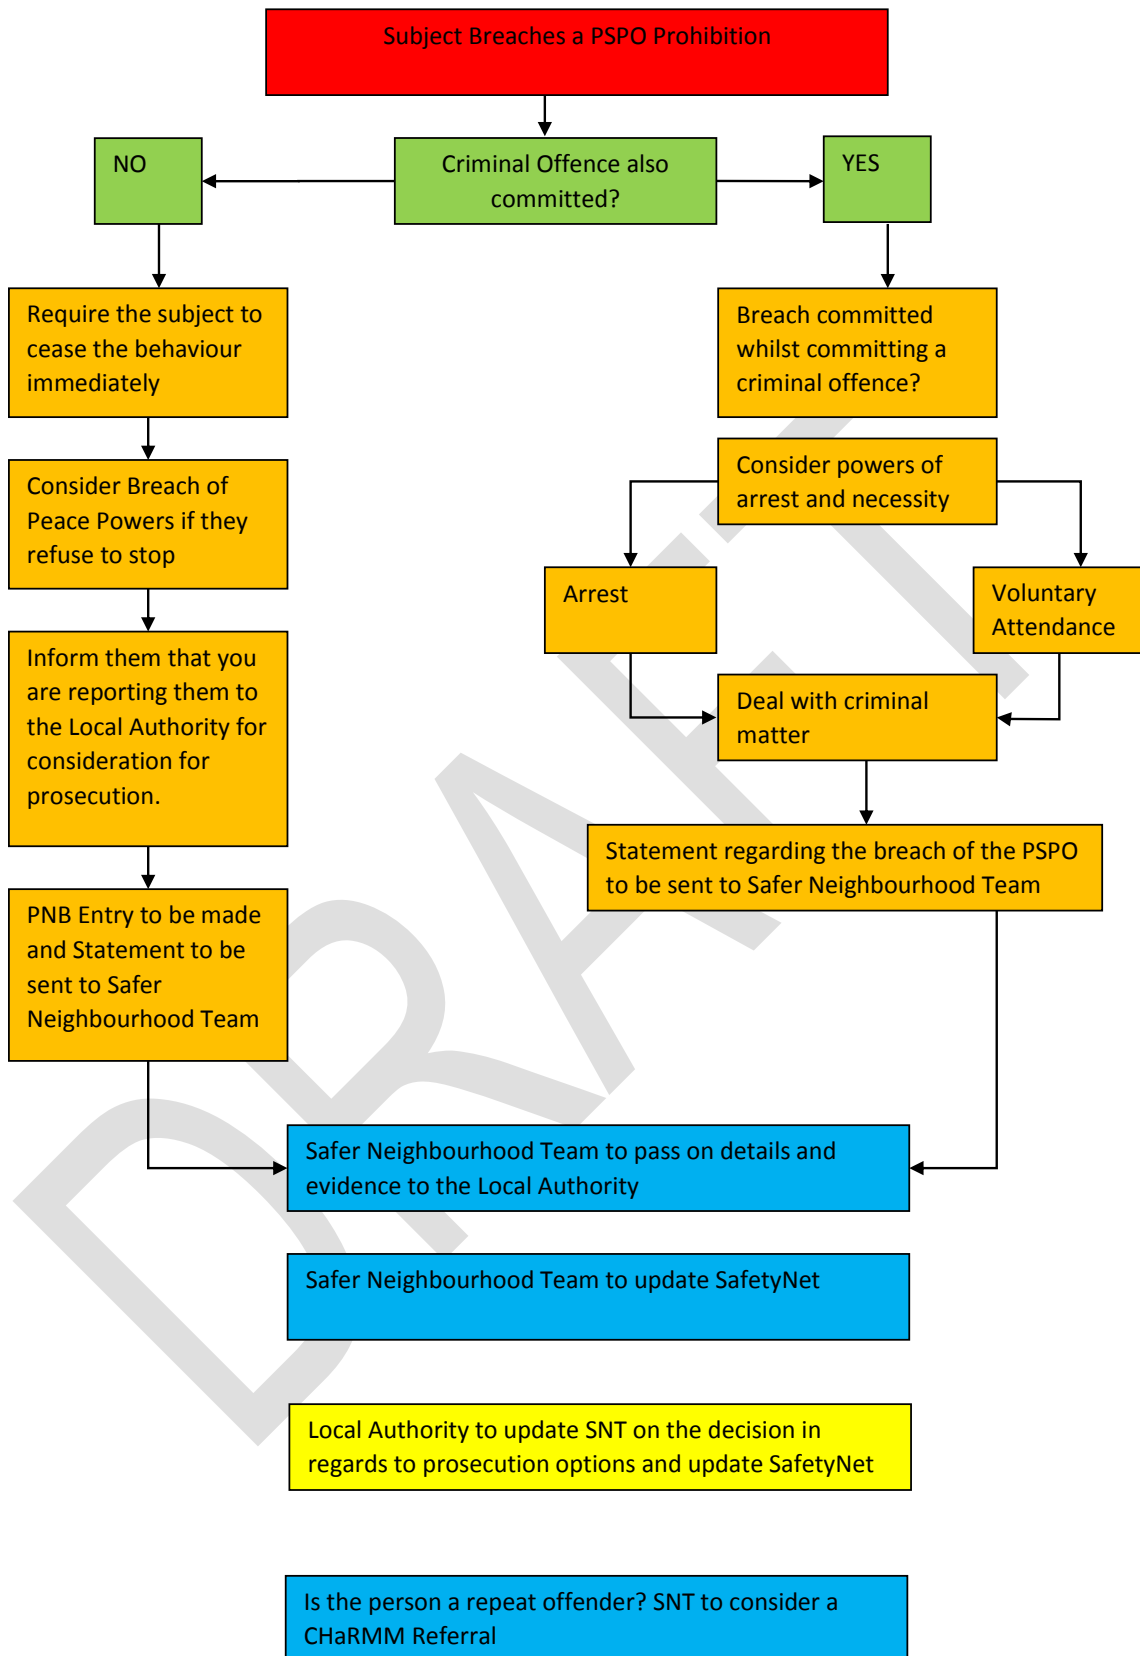 Subject Breaches a PSPO Prohibition
NO
Criminal Offence also
committed?
YES
Require the subject to
cease the behaviour
immediately
Breach committed
whilst committing a
criminal offence?
Consider Breach of
Peace Powers if they
refuse to stop
Consider powers of
arrest and necessity
Arrest
Voluntary
Attendance
Inform them that you
are reporting them to
the Local Authority for
consideration for
prosecution.
Deal with criminal
matter
Statement regarding the breach of the PSPO
to be sent to Safer Neighbourhood Team
PNB Entry to be made
and Statement to be
sent to Safer
Neighbourhood Team
Safer Neighbourhood Team to pass on details and
evidence to the Local Authority
Safer Neighbourhood Team to update SafetyNet
Local Authority to update SNT on the decision in
regards to prosecution options and update SafetyNet
Is the person a repeat offender? SNT to consider a
CHaRMM Referral
DRAFT